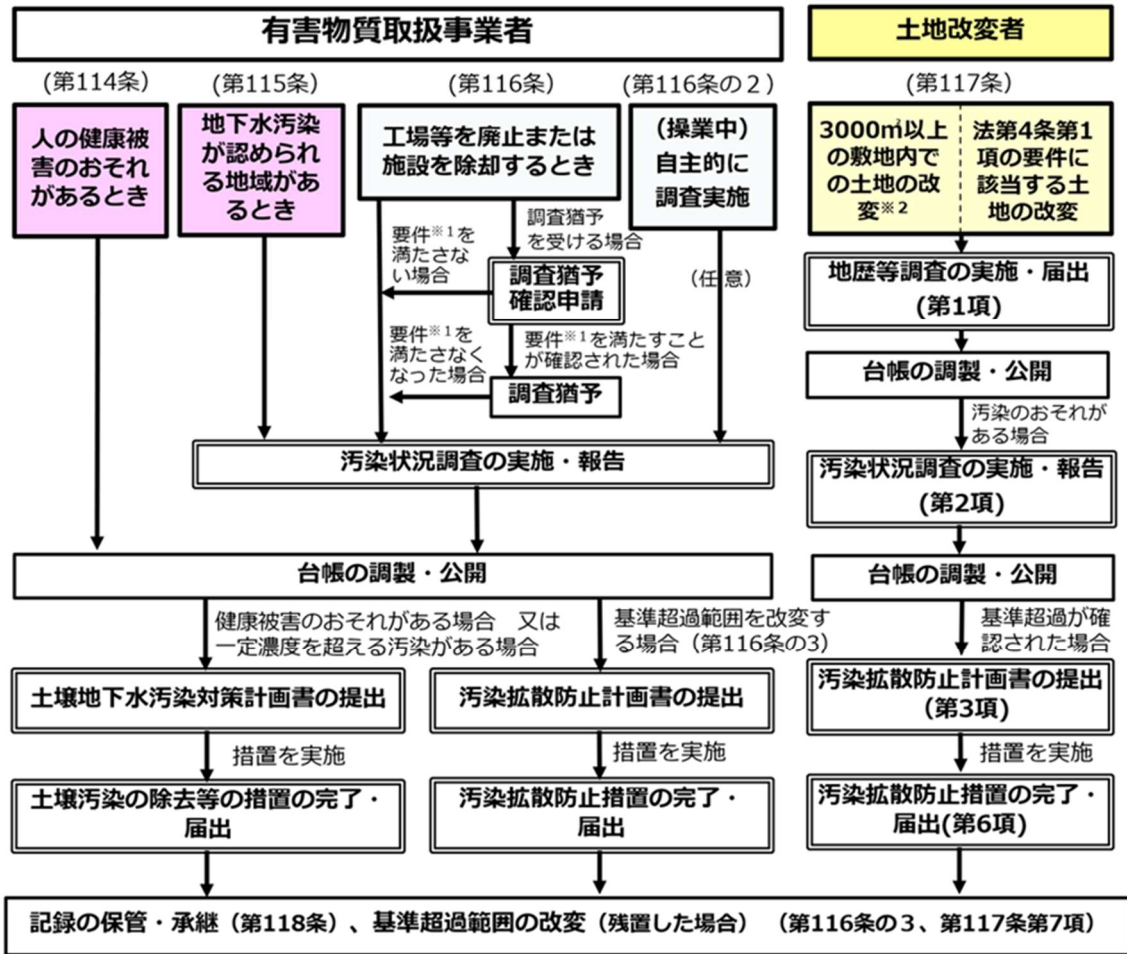 有害物質取扱事業者
土地改変者
(第114条)
(第115条)
(第116条)
(第116条の2)
(第117条)
人の健康被
害のおそれ
があるとき
地下水汚染
が認められ
る地域があ
るとき
工場等を廃止または
施設を除却するとき
(操業中)
自主的に
調査実施
3000㎡以上
の敷地内で
の土地の改
変※2
法第4条第1
項の要件に
該当する土
地の改変
要件※1を
満たさな
い場合
調査猶予
を受ける場合
調査猶予
確認申請
(任意)
地歴等調査の実施・届出
(第1項)
要件※1を
満たさなく
なった場合
要件※1を満たすこと
が確認された場合
調査猶予
台帳の調製・公開
汚染のおそれが
ある場合
汚染状況調査の実施・報告
汚染状況調査の実施・報告
(第2項)
台帳の調製・公開
台帳の調製・公開
健康被害のおそれがある場合 又は
一定濃度を超える汚染がある場合
基準超過範囲を改変す
る場合(第116条の3)
基準超過が確
認された場合
土壌地下水汚染対策計画書の提出
汚染拡散防止計画書の提出
汚染拡散防止計画書の提出
(第3項)
措置を実施
措置を実施
措置を実施
土壌汚染の除去等の措置の完了・
届出
汚染拡散防止措置の完了・
届出
汚染拡散防止措置の完了・
届出(第6項)
記録の保管・承継(第118条)、基準超過範囲の改変(残置した場合) (第116条の3、第117条第7項)